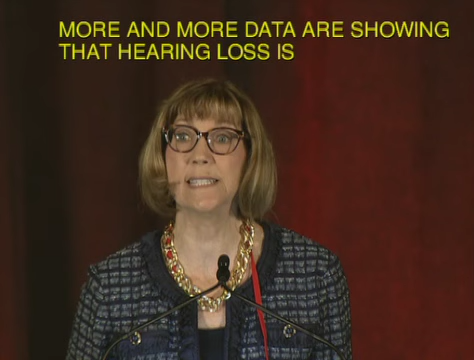 MORE AND MORE DATA ARE SHOWING
THAT HEARING LOSS IS